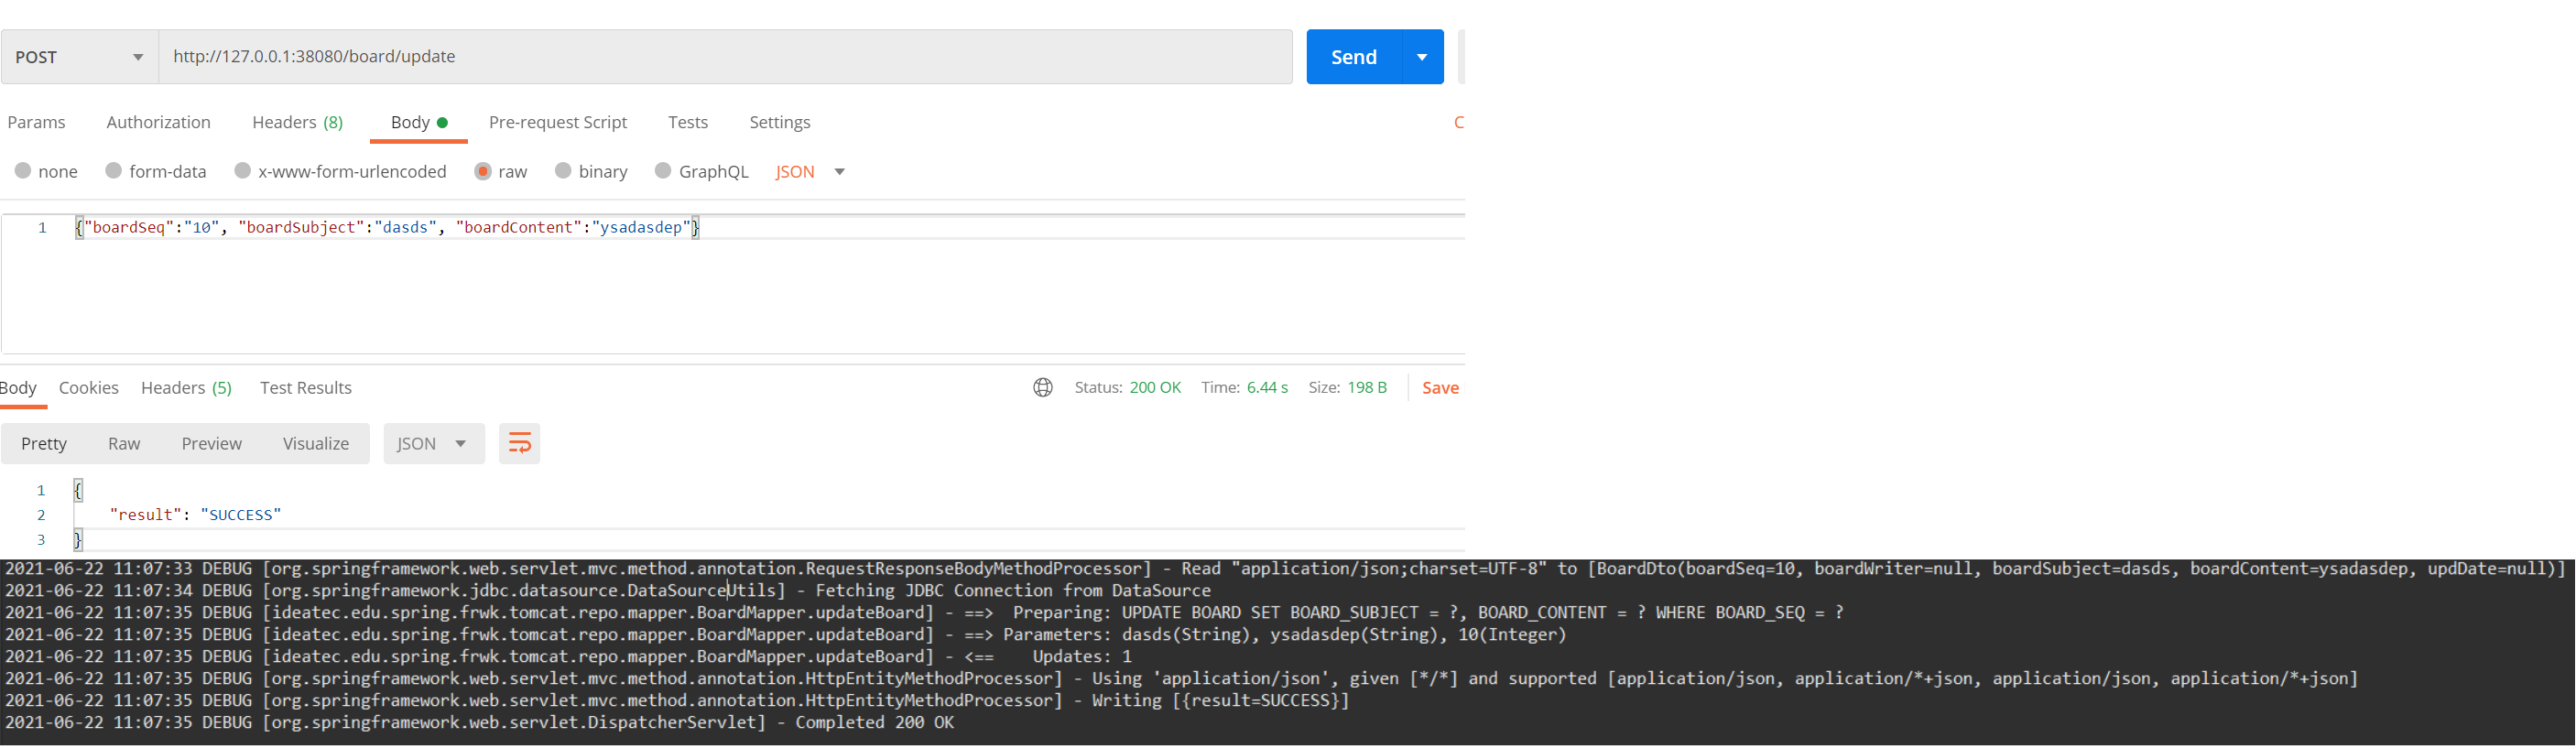 POST http://127.0.0.1:38080/board/update Send
Params Authorization Headers (8) Body Pre-request Script Tests Settings C
none form-data x-www-form-urlencoded raw binary GraphQL JSON
1 {"boardSeq":"10", "boardSubject":"dasds", "boardContent":"ysadasdep"}
Body Cookies Headers (5) Test Results Status: 200 OK Time: 6.44 s Size: 198 B Save
Pretty Raw Preview Visualize JSON
1 {
2 "result": "SUCCESS"
3 }
2021-06-22 11:07:33 DEBUG [org.springframework.web.servlet.mvc.method.annotation.RequestResponseBodyMethodProcessor] - Read "application/json;charset=UTF-8" to [BoardDto(boardSeq=10, boardWriter=null, boardSubject=dasds, boardContent=ysadasdep, updDate=null)]
2021-06-22 11:07:34 DEBUG [org.springframework.jdbc.datasource.DataSourceUtils] - Fetching JDBC Connection from DataSource
2021-06-22 11:07:35 DEBUG [ideatec.edu.spring.frwk.tomcat.repo.mapper.BoardMapper.updateBoard] - ==>  Preparing: UPDATE BOARD SET BOARD_SUBJECT = ?, BOARD_CONTENT = ? WHERE BOARD_SEQ = ?
2021-06-22 11:07:35 DEBUG [ideatec.edu.spring.frwk.tomcat.repo.mapper.BoardMapper.updateBoard] - ==> Parameters: dasds(String), ysadasdep(String), 10(Integer)
2021-06-22 11:07:35 DEBUG [ideatec.edu.spring.frwk.tomcat.repo.mapper.BoardMapper.updateBoard] - <==    Updates: 1
2021-06-22 11:07:35 DEBUG [org.springframework.web.servlet.mvc.method.annotation.HttpEntityMethodProcessor] - Using 'application/json', given [*/*] and supported [application/json, application/*+json, application/json, application/*+json]
2021-06-22 11:07:35 DEBUG [org.springframework.web.servlet.mvc.method.annotation.HttpEntityMethodProcessor] - Writing [{result=SUCCESS}]
2021-06-22 11:07:35 DEBUG [org.springframework.web.servlet.DispatcherServlet] - Completed 200 OK